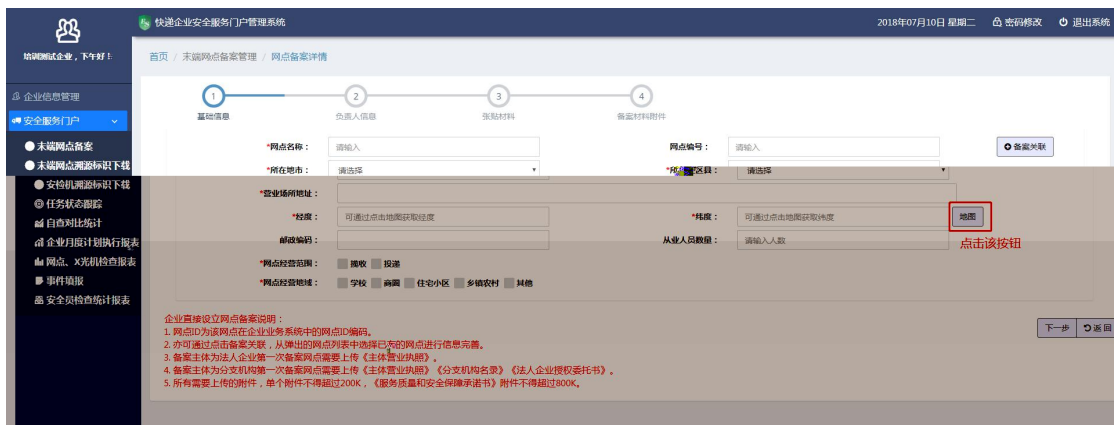 快递企业安全服务门户管理系统
2018年07月10日 星期二 密码修改 退出系统
培训测试企业，下午好！
首页 / 末端网点备案管理 / 网点备案详情
企业信息管理
安全服务门户
末端网点备案
末端网点溯源标识下载
安检机溯源标识下载
任务状态跟踪
自查对比统计
企业月度计划执行报表
网点、X光机检查报表
事件填报
安全员检查统计报表
1 2 3 4
基础信息 负责人信息 张贴材料 备案材料附件
*网点名称： 请输入 网点编号： 请输入 备案关联
*所在地市： 请选择 区县： 请选择
*营业场所地址：
*经度： 可通过点击地图获取经度 *纬度： 可通过点击地图获取纬度 地图
邮政编码： 从业人员数量： 请输入人数
点击该按钮
*网点经营范围： 揽收 投递
*网点经营地域： 学校 商圈 住宅小区 乡镇农村 其他
企业直接设立网点备案说明：
1. 网点ID为该网点在企业业务系统中的网点ID编码。
2. 亦可通过点击备案关联，从弹出的网点列表中选择已有的网点进行信息完善。
3. 备案主体为法人企业第一次备案网点需要上传《主体营业执照》。
4. 备案主体为分支机构第一次备案网点需要上传《主体营业执照》《分支机构名录》《法人企业授权委托书》。
5. 所有需要上传的附件，单个附件不得超过200K，《服务质量和安全保障承诺书》附件不得超过800K。
下一步 返回